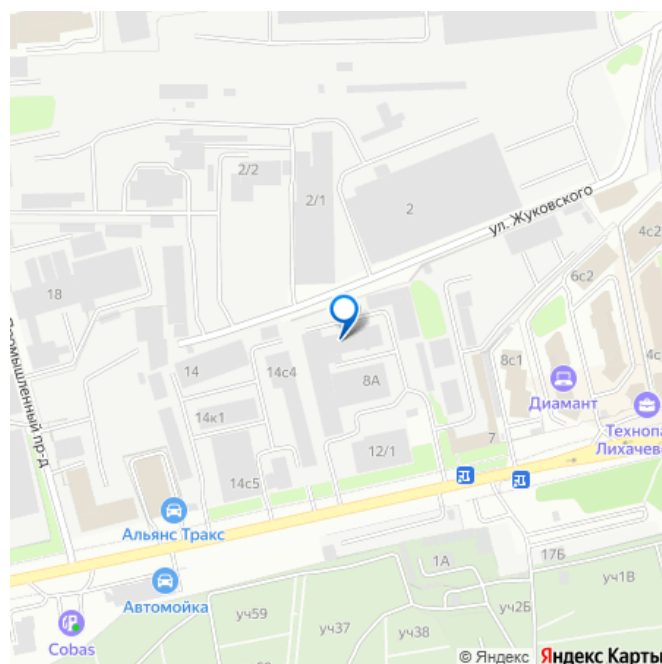 2/2
2/1
2
ул. Жуковского
4с2
6с2
18
Промышленный пр-д
14
14с4
8А
8с1
4с
Диамант
Технопа
Лихачево
14к1
7
12/1
14с5
Альянс Тракс
1А
17Б
Автомойка
уч59
уч37
уч38
уч2Б
уч1В
Cobas
© Яндекс Яндекс Карты